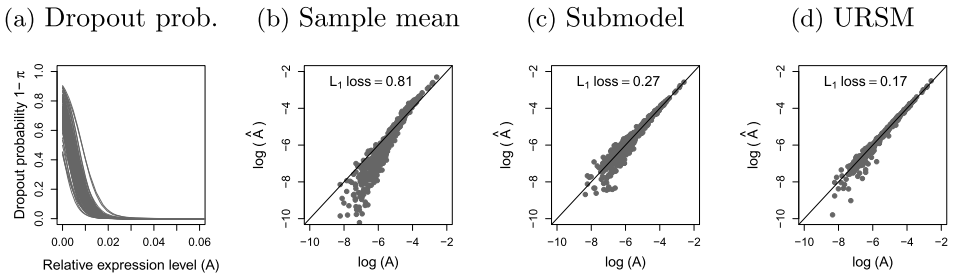 (a) Dropout prob.
Dropout probability 1− π
1.0
0.8
0.6
0.4
0.2
0.0
0.00 0.02 0.04 0.06
Relative expression level (A)
(b) Sample mean
L₁ loss = 0.81
log ( Â )
−2
−4
−6
−8
−10
−10 −8 −6 −4 −2
log (A)
(c) Submodel
L₁ loss = 0.27
log ( Â )
−2
−4
−6
−8
−10
−10 −8 −6 −4 −2
log (A)
(d) URSM
L₁ loss = 0.17
log ( Â )
−2
−4
−6
−8
−10
−10 −8 −6 −4 −2
log (A)